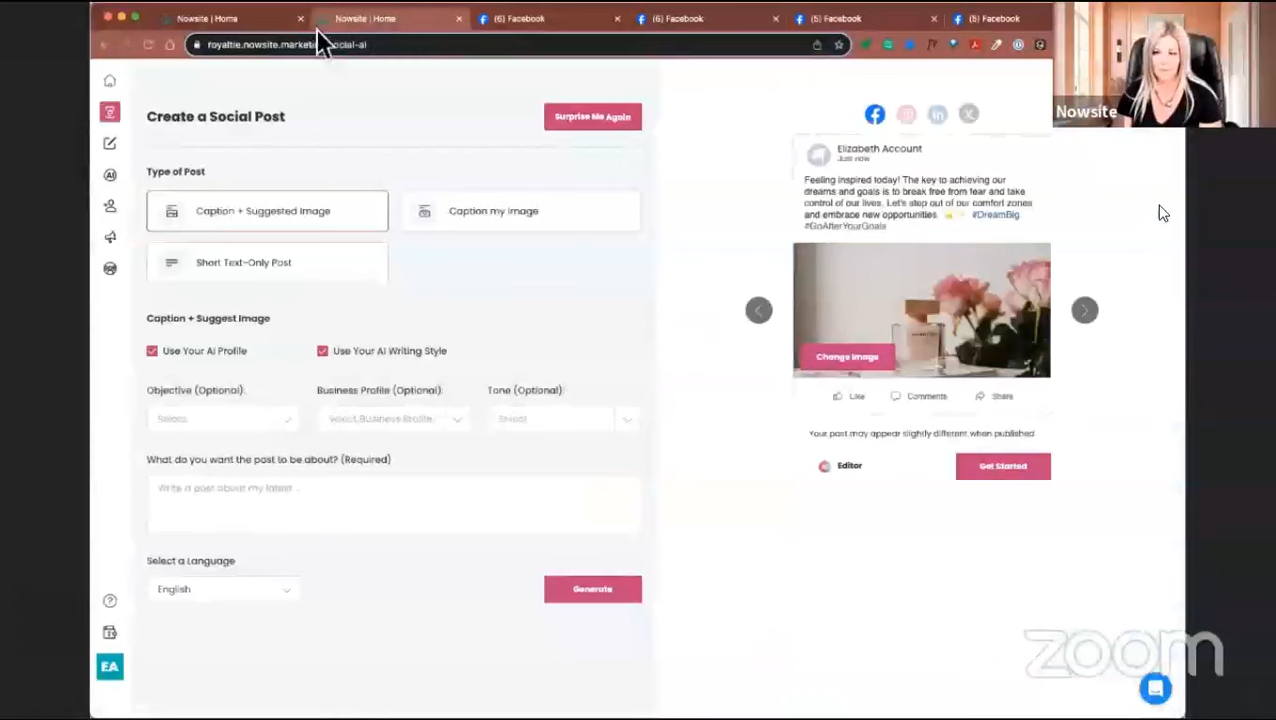 Nowsite | Home
Nowsite | Home
(6) Facebook
(6) Facebook
(5) Facebook
(5) Facebook
royaltie.nowsite.marketi social-ai
Nowsite
Create a Social Post
Surprise Me Again
Type of Post
Caption + Suggested Image
Caption my image
Short Text-Only Post
Caption + Suggest Image
Use Your AI Profile
Use Your AI Writing Style
Objective (Optional):
Business Profile (Optional):
Tone (Optional):
Select
Select Business Profile
Select
What do you want the post to be about? (Required)
Write a post about my latest ...
Select a Language
English
Generate
AI
EA
Elizabeth Account
Just now
Feeling inspired today! The key to achieving our
dreams and goals is to break free from fear and take
control of our lives. Let's step out of our comfort zones
and embrace new opportunities. #DreamBig
#GoAfterYourGoals
Change Image
Like
Comments
Share
Your post may appear slightly different when published
Editor
Get Started
zoom